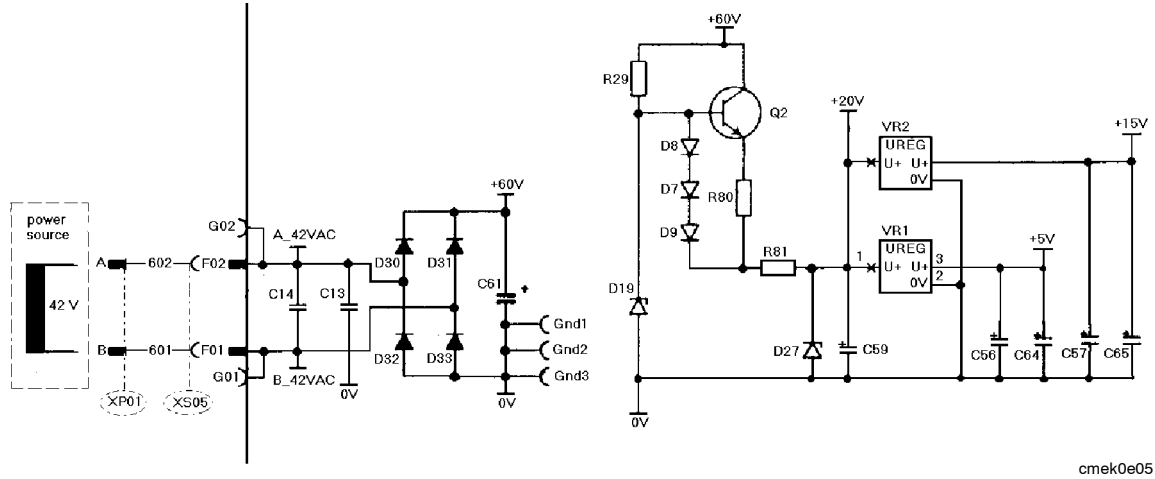 +60V
R29
Q2
+20V
VR2
+15V
UREG
U+ U+
0V
D8
D7
D9
R80
power
source
G02
A_42VAC
+60V
A
602
F02
D30
D31
R81
1
VR1
UREG
U+ U+
0V
3
2
+5V
42 V
C14
C13
C61
+
D19
Gnd1
B
601
F01
D32
D33
Gnd2
D27
C59
C56
C64
C57
C65
G01
B_42VAC
Gnd3
XP01
XS05
0V
0V
0V
cmek0e05